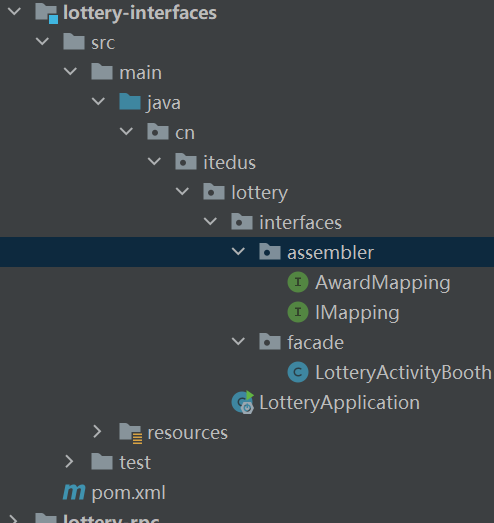 lottery-interfaces
src
main
java
cn
itedus
lottery
interfaces
assembler
AwardMapping
IMapping
facade
LotteryActivityBooth
LotteryApplication
resources
test
pom.xml
lottery-rpc